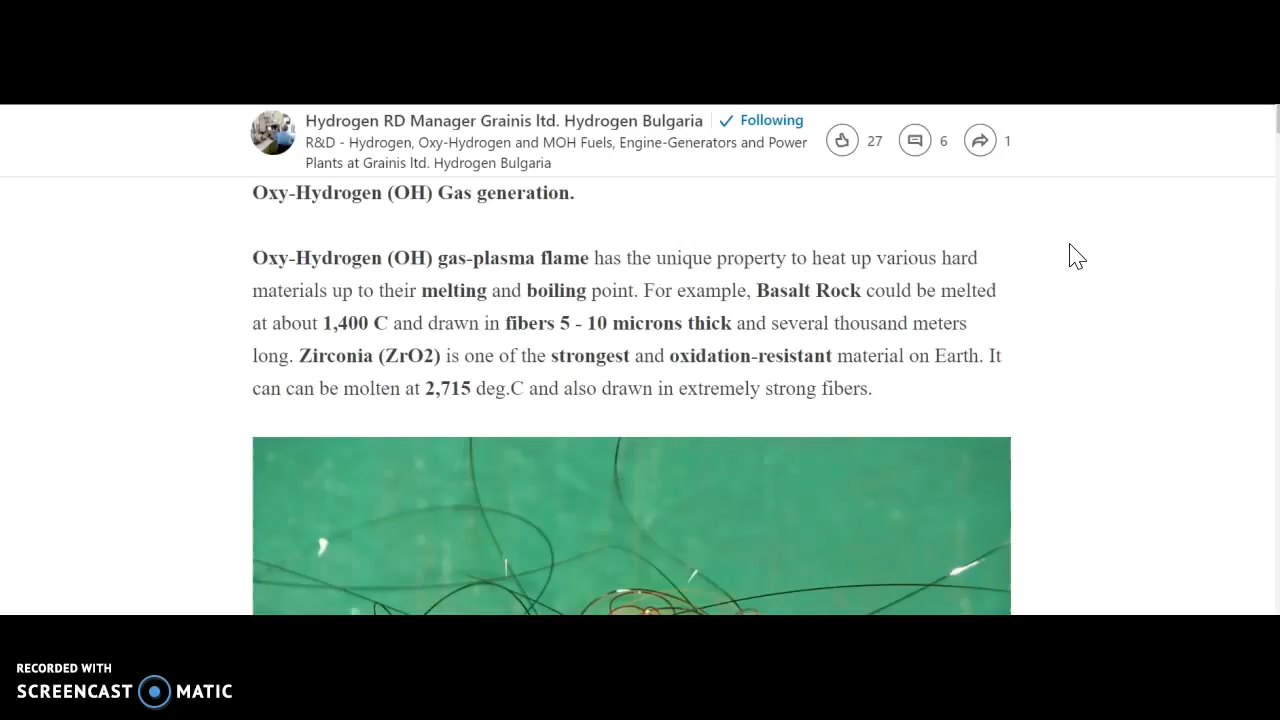 Hydrogen RD Manager Grainis ltd. Hydrogen Bulgaria Following
R&D - Hydrogen, Oxy-Hydrogen and MOH Fuels, Engine-Generators and Power
Plants at Grainis ltd. Hydrogen Bulgaria
27 6 1
Oxy-Hydrogen (OH) Gas generation.
Oxy-Hydrogen (OH) gas-plasma flame has the unique property to heat up various hard
materials up to their melting and boiling point. For example, Basalt Rock could be melted
at about 1,400 C and drawn in fibers 5 - 10 microns thick and several thousand meters
long. Zirconia (ZrO2) is one of the strongest and oxidation-resistant material on Earth. It
can can be molten at 2,715 deg.C and also drawn in extremely strong fibers.
RECORDED WITH
SCREENCAST MATIC